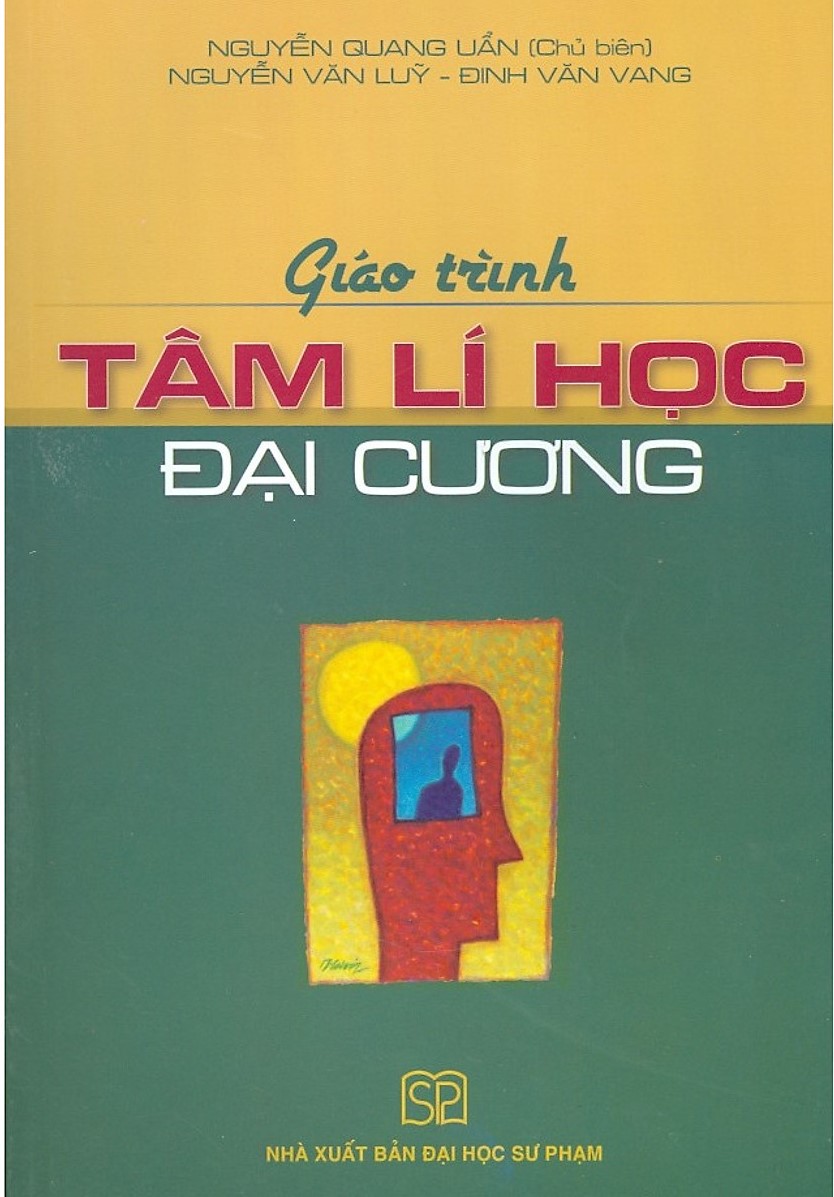 NGUYỄN QUANG UẨN (Chủ biên)
NGUYỄN VĂN LUỸ - ĐINH VĂN VANG
Giáo trình
TÂM LÍ HỌC
ĐẠI CƯƠNG
SP
NHÀ XUẤT BẢN ĐẠI HỌC SƯ PHẠM